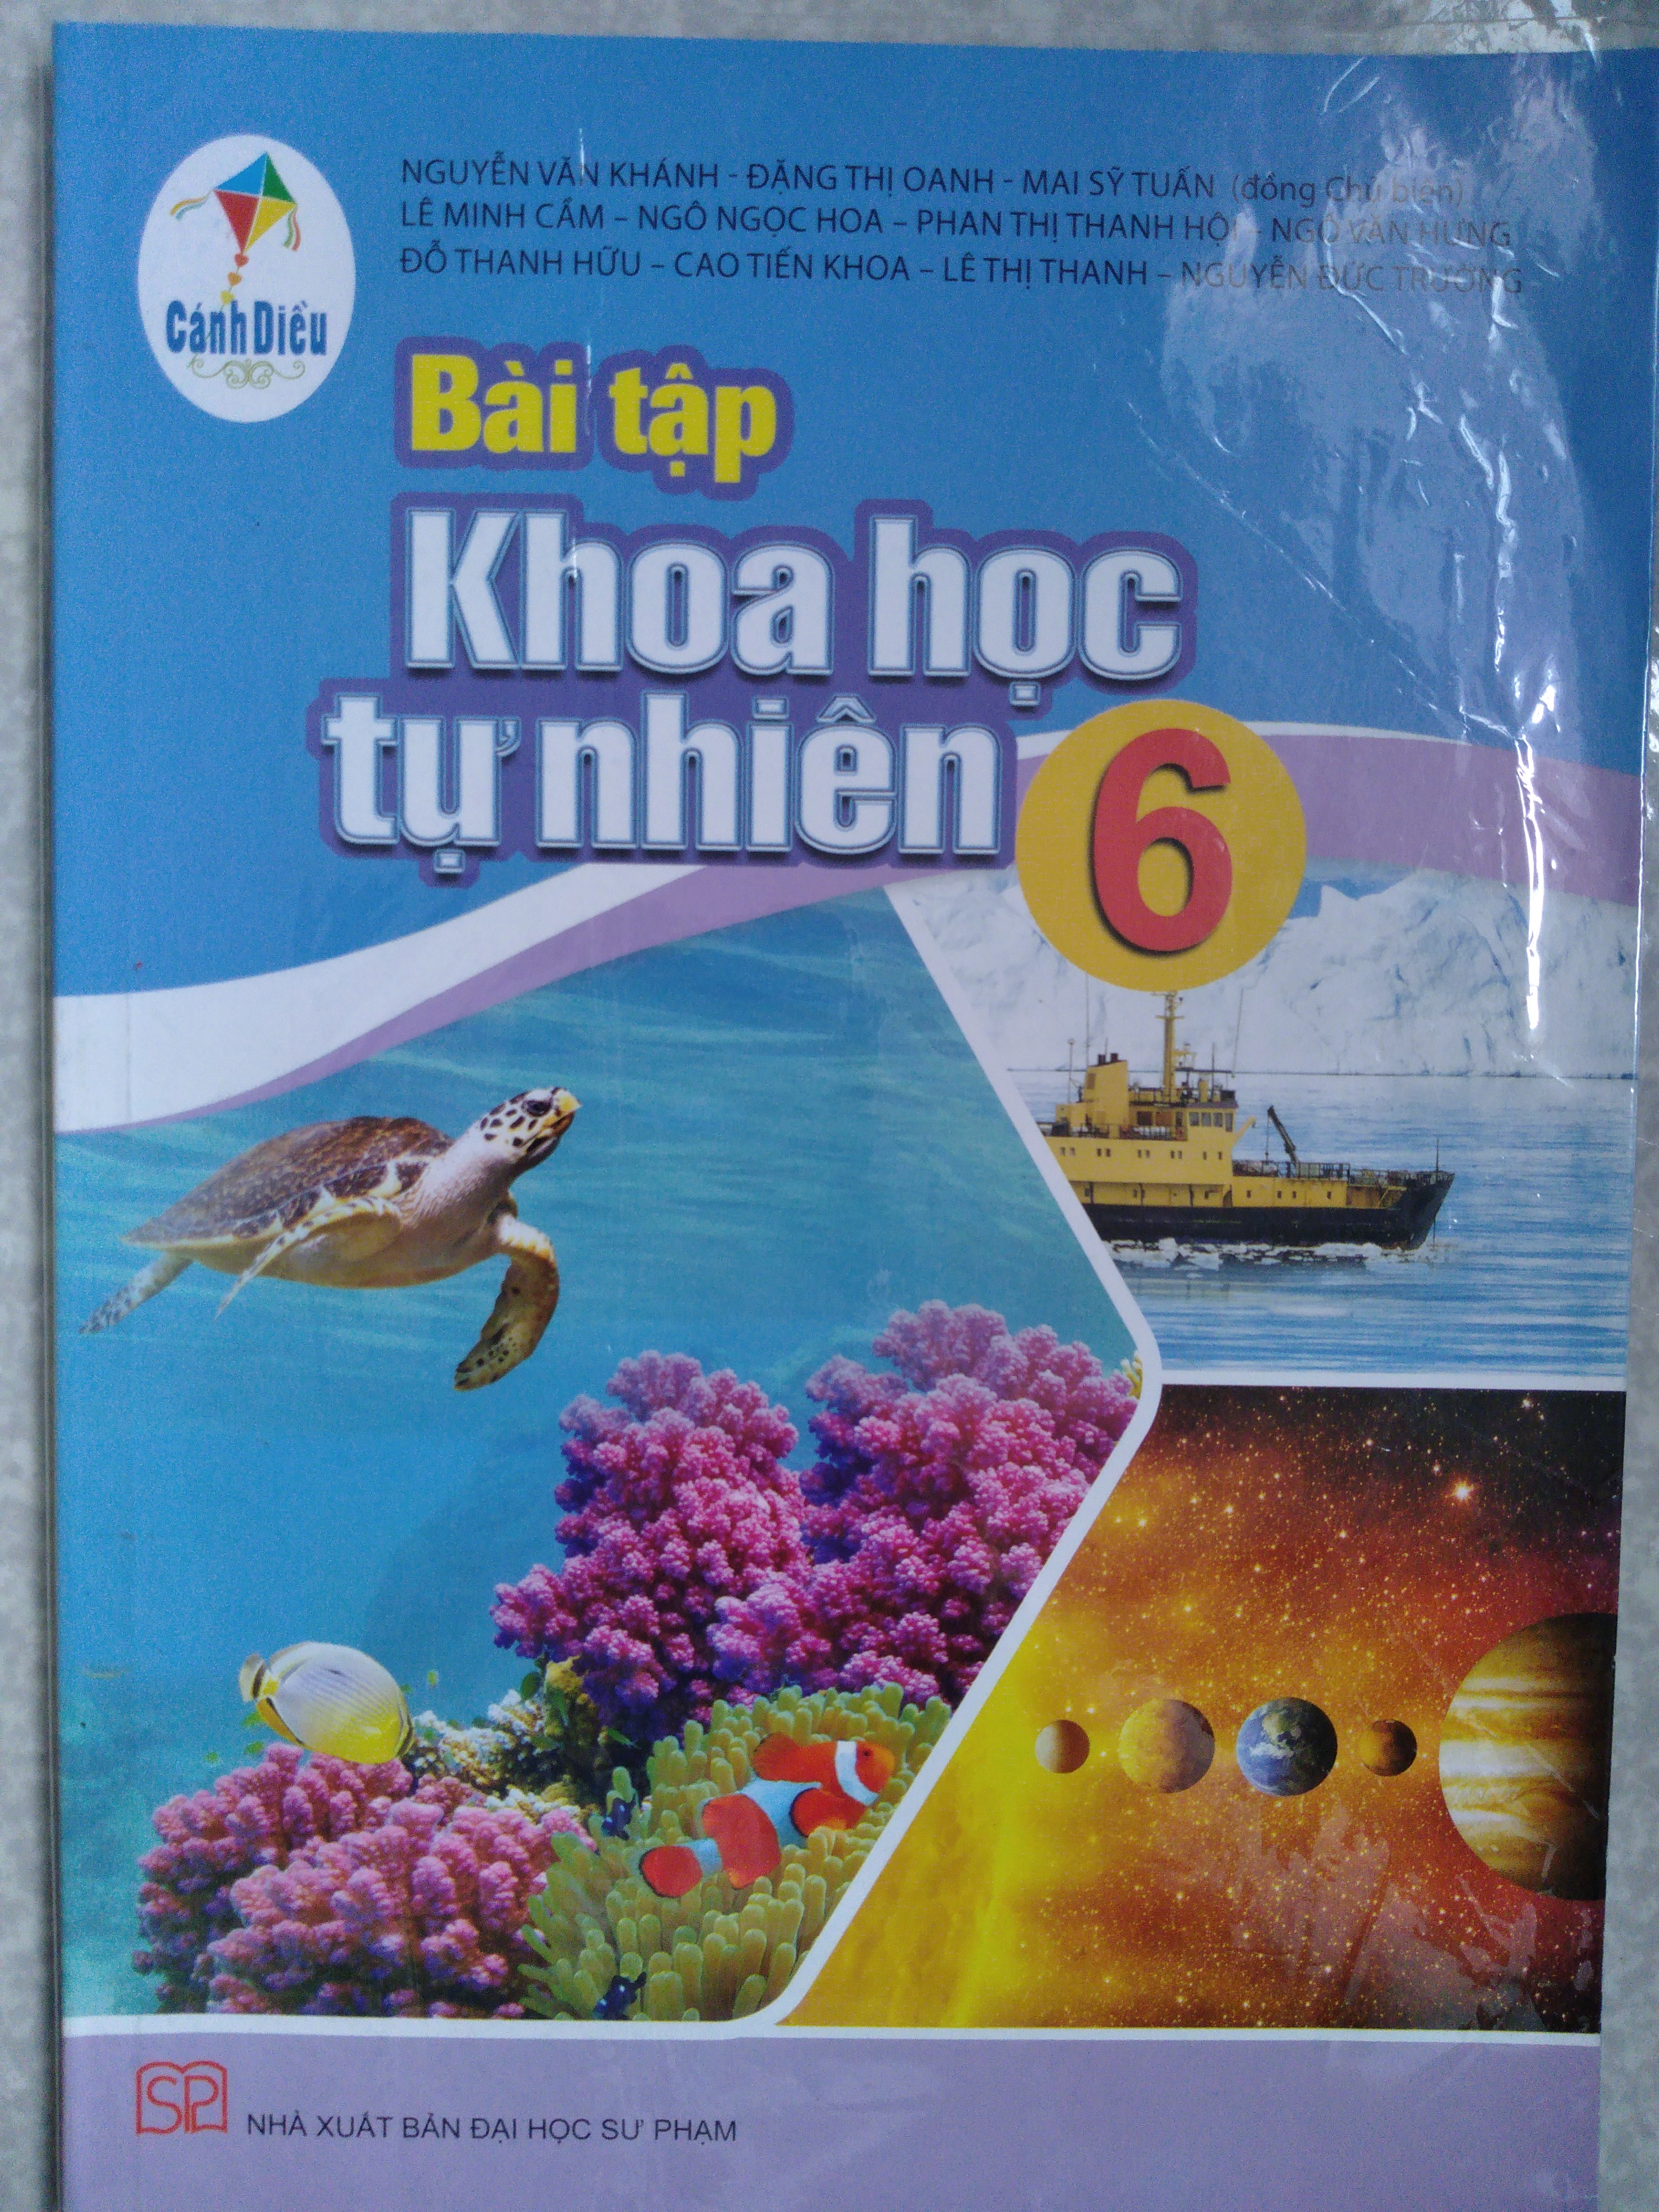 NGUYỄN VĂN KHÁNH - ĐẶNG THỊ OANH - MAI SỸ TUẤN (đồng Chủ biên)
LÊ MINH CẦM – NGÔ NGỌC HOA – PHAN THỊ THANH HỘI - NGÔ VĂN HƯNG
ĐỖ THANH HỮU – CAO TIẾN KHOA – LÊ THỊ THANH – NGUYỄN ĐỨC TRƯỜNG
Cánh Diều
Bài tập
Khoa học
tự nhiên 6
SP
NHÀ XUẤT BẢN ĐẠI HỌC SƯ PHẠM